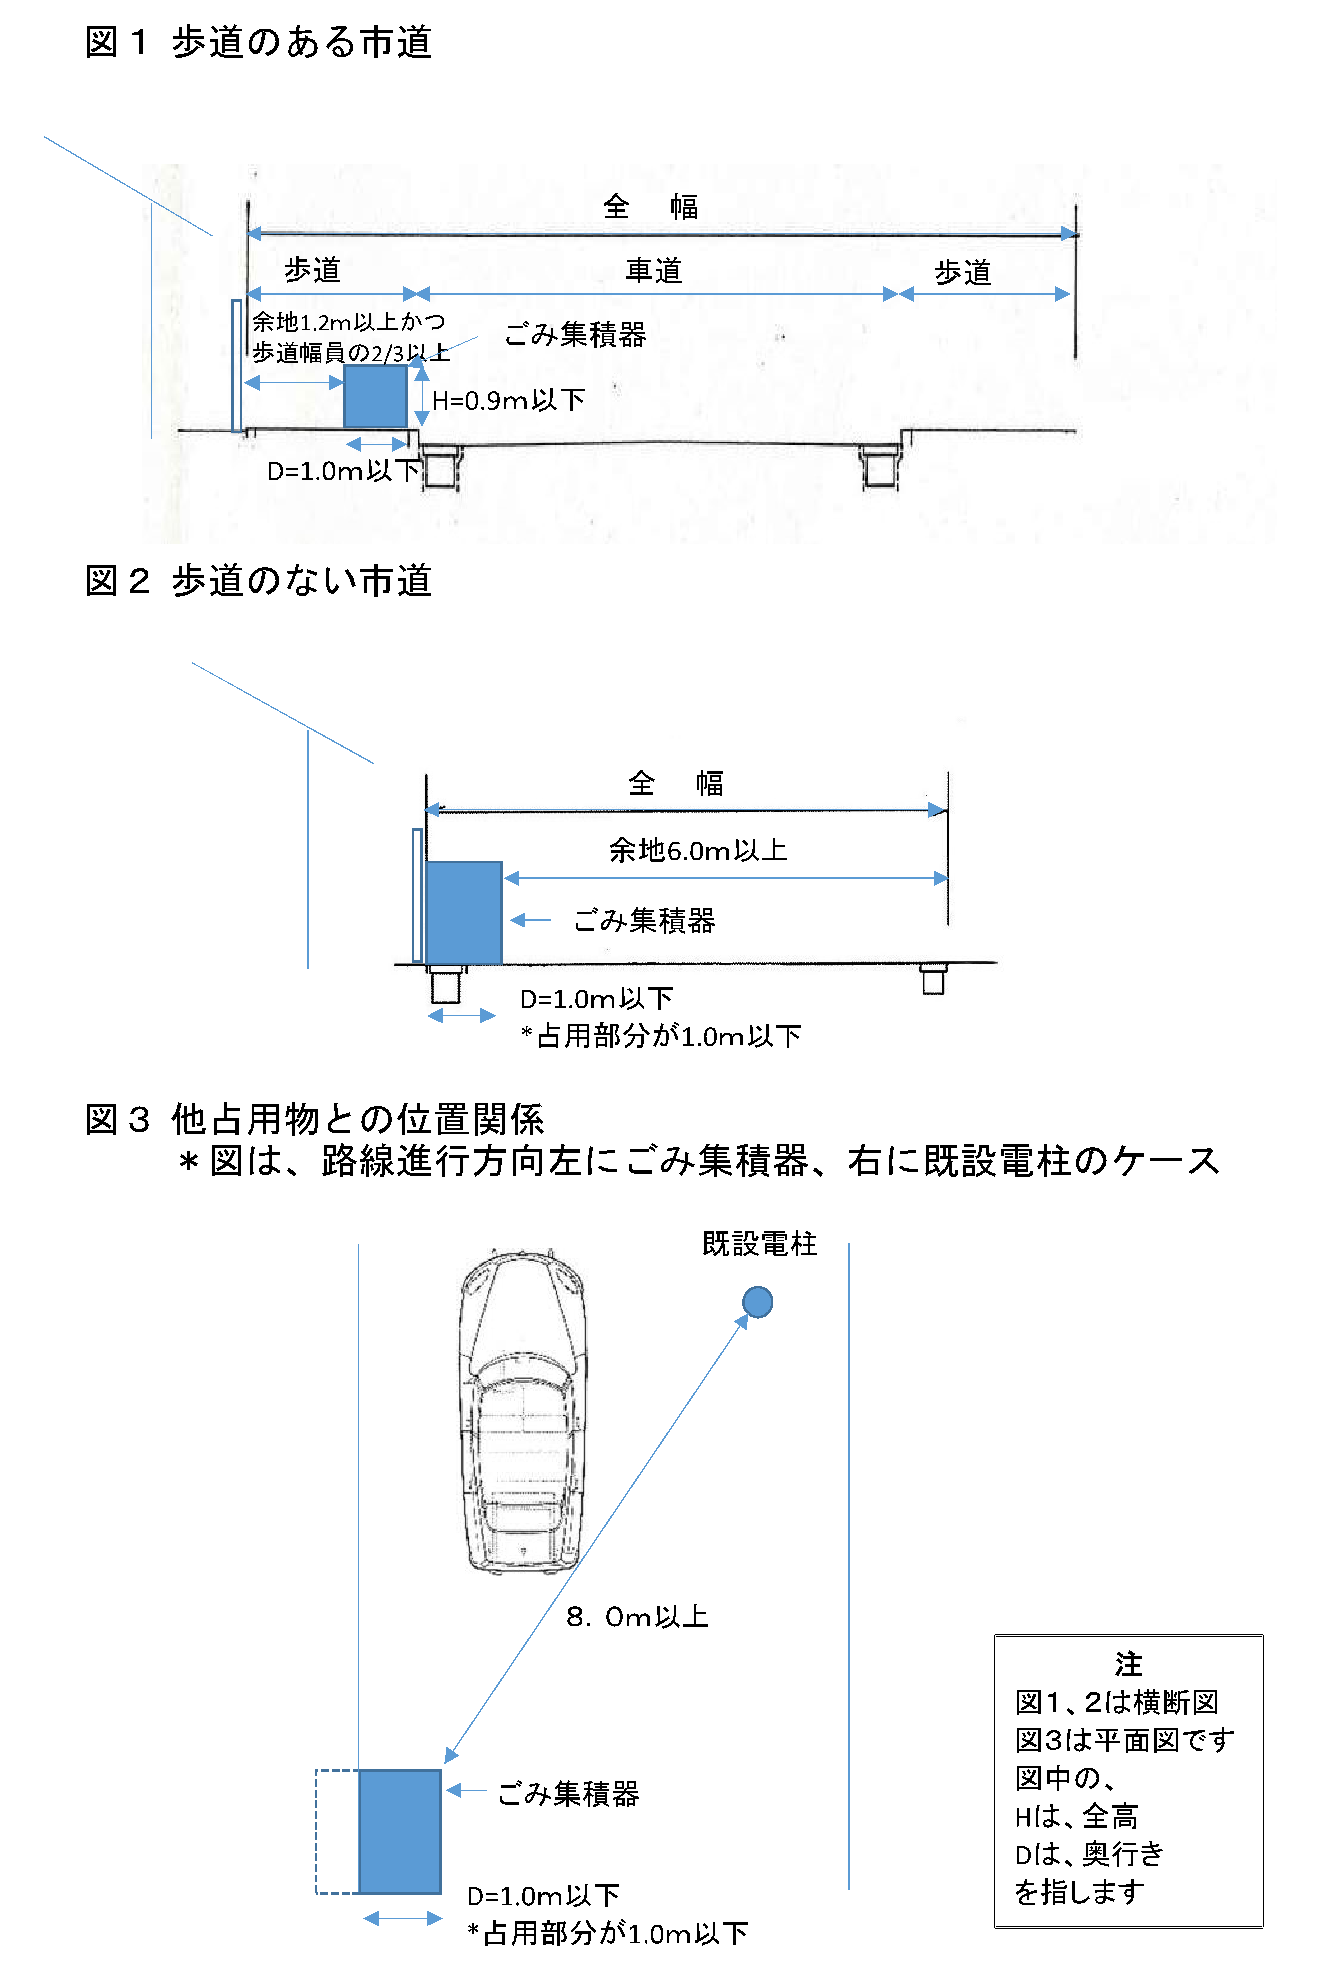 図１ 歩道のある市道
全　幅
歩道
車道
歩道
余地1.2ｍ以上かつ
歩道幅員の2/3以上
ごみ集積器
H=0.9ｍ以下
D=1.0ｍ以下
図２ 歩道のない市道
全　幅
余地6.0ｍ以上
ごみ集積器
D=1.0ｍ以下
*占用部分が1.0ｍ以下
図３ 他占用物との位置関係
＊図は、路線進行方向左にごみ集積器、右に既設電柱のケース
既設電柱
８．０ｍ以上
ごみ集積器
D=1.0ｍ以下
*占用部分が1.0ｍ以下
注
図１、２は横断図
図３は平面図です
図中の、
Hは、全高
Dは、奥行き
を指します